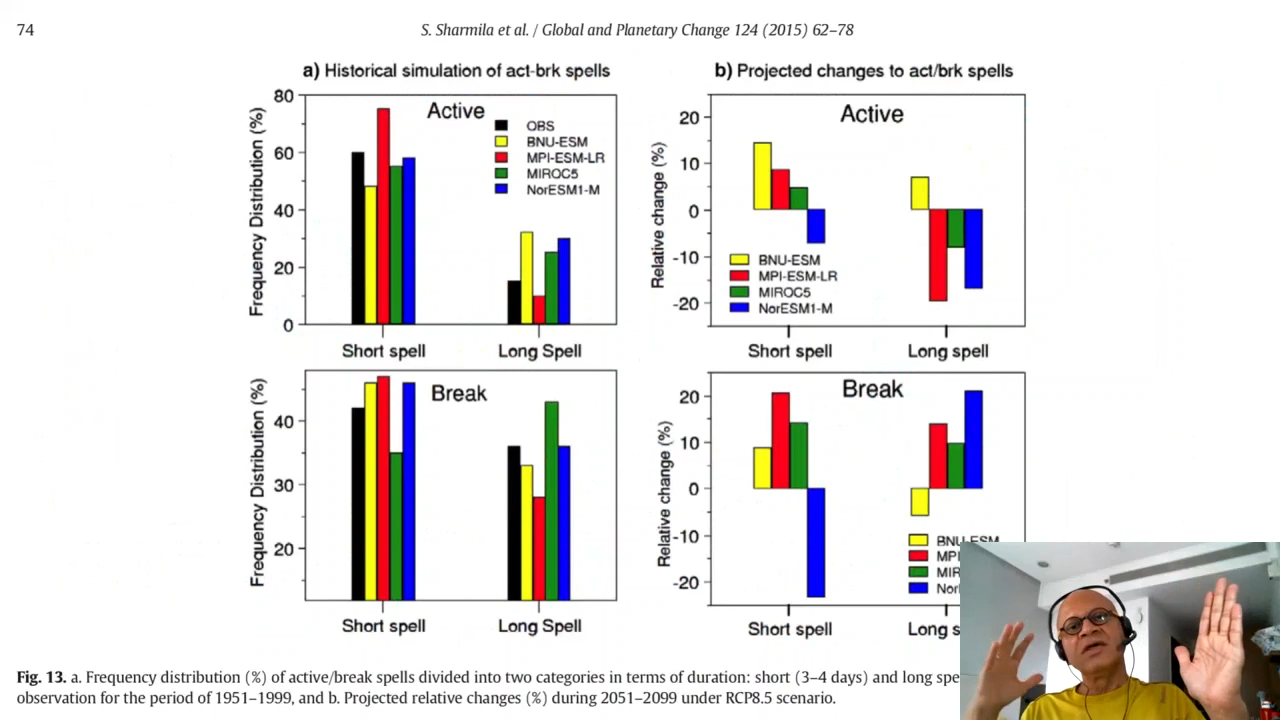 74
S. Sharmila et al. / Global and Planetary Change 124 (2015) 62–78
a) Historical simulation of act-brk spells
Active
Frequency Distribution (%)
80
60
40
20
0
OBS
BNU-ESM
MPI-ESM-LR
MIROC5
NorESM1-M
Short spell
Long Spell
b) Projected changes to act/brk spells
Active
Relative change (%)
20
10
0
-10
-20
BNU-ESM
MPI-ESM-LR
MIROC5
NorESM1-M
Short spell
Long spell
Break
Frequency Distribution (%)
40
30
20
Short spell
Long Spell
Break
Relative change (%)
20
10
0
-10
-20
BNU-ESM
MPI
MIR
Nor
Short spell
Long s
Fig. 13. a. Frequency distribution (%) of active/break spells divided into two categories in terms of duration: short (3–4 days) and long spe
observation for the period of 1951–1999, and b. Projected relative changes (%) during 2051–2099 under RCP8.5 scenario.